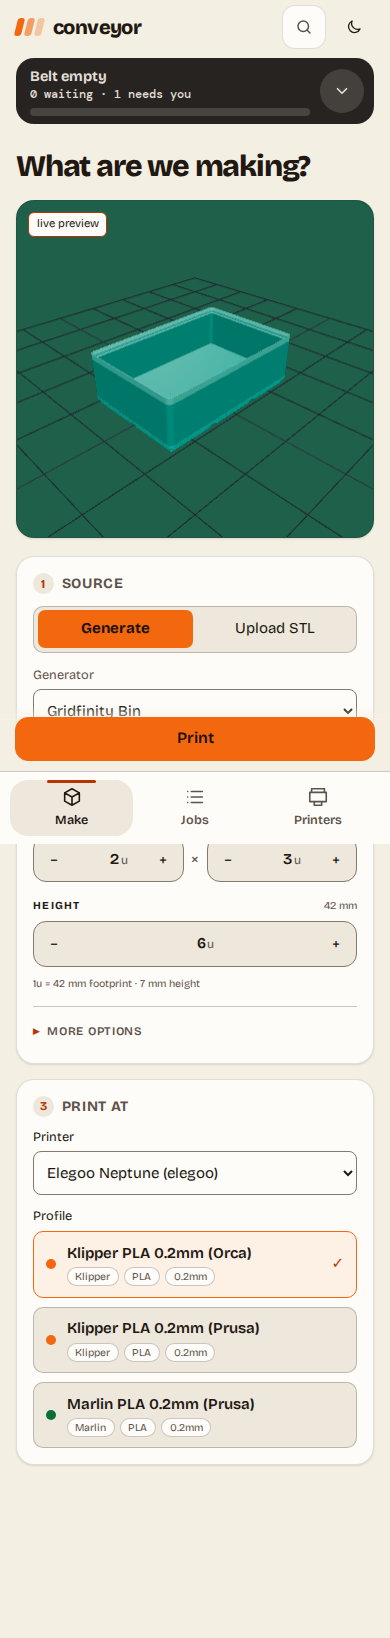 conveyor
Belt empty
0 waiting · 1 needs you
What are we making?
live preview
1 SOURCE
Generate Upload STL
Generator
Gridfinity Bin
Print
Make Jobs Printers
− 2u + × − 3u +
HEIGHT 42 mm
− 6u +
1u = 42 mm footprint · 7 mm height
▸ MORE OPTIONS
3 PRINT AT
Printer
Elegoo Neptune (elegoo)
Profile
Klipper PLA 0.2mm (Orca) ✓
Klipper PLA 0.2mm
Klipper PLA 0.2mm (Prusa)
Klipper PLA 0.2mm
Marlin PLA 0.2mm (Prusa)
Marlin PLA 0.2mm